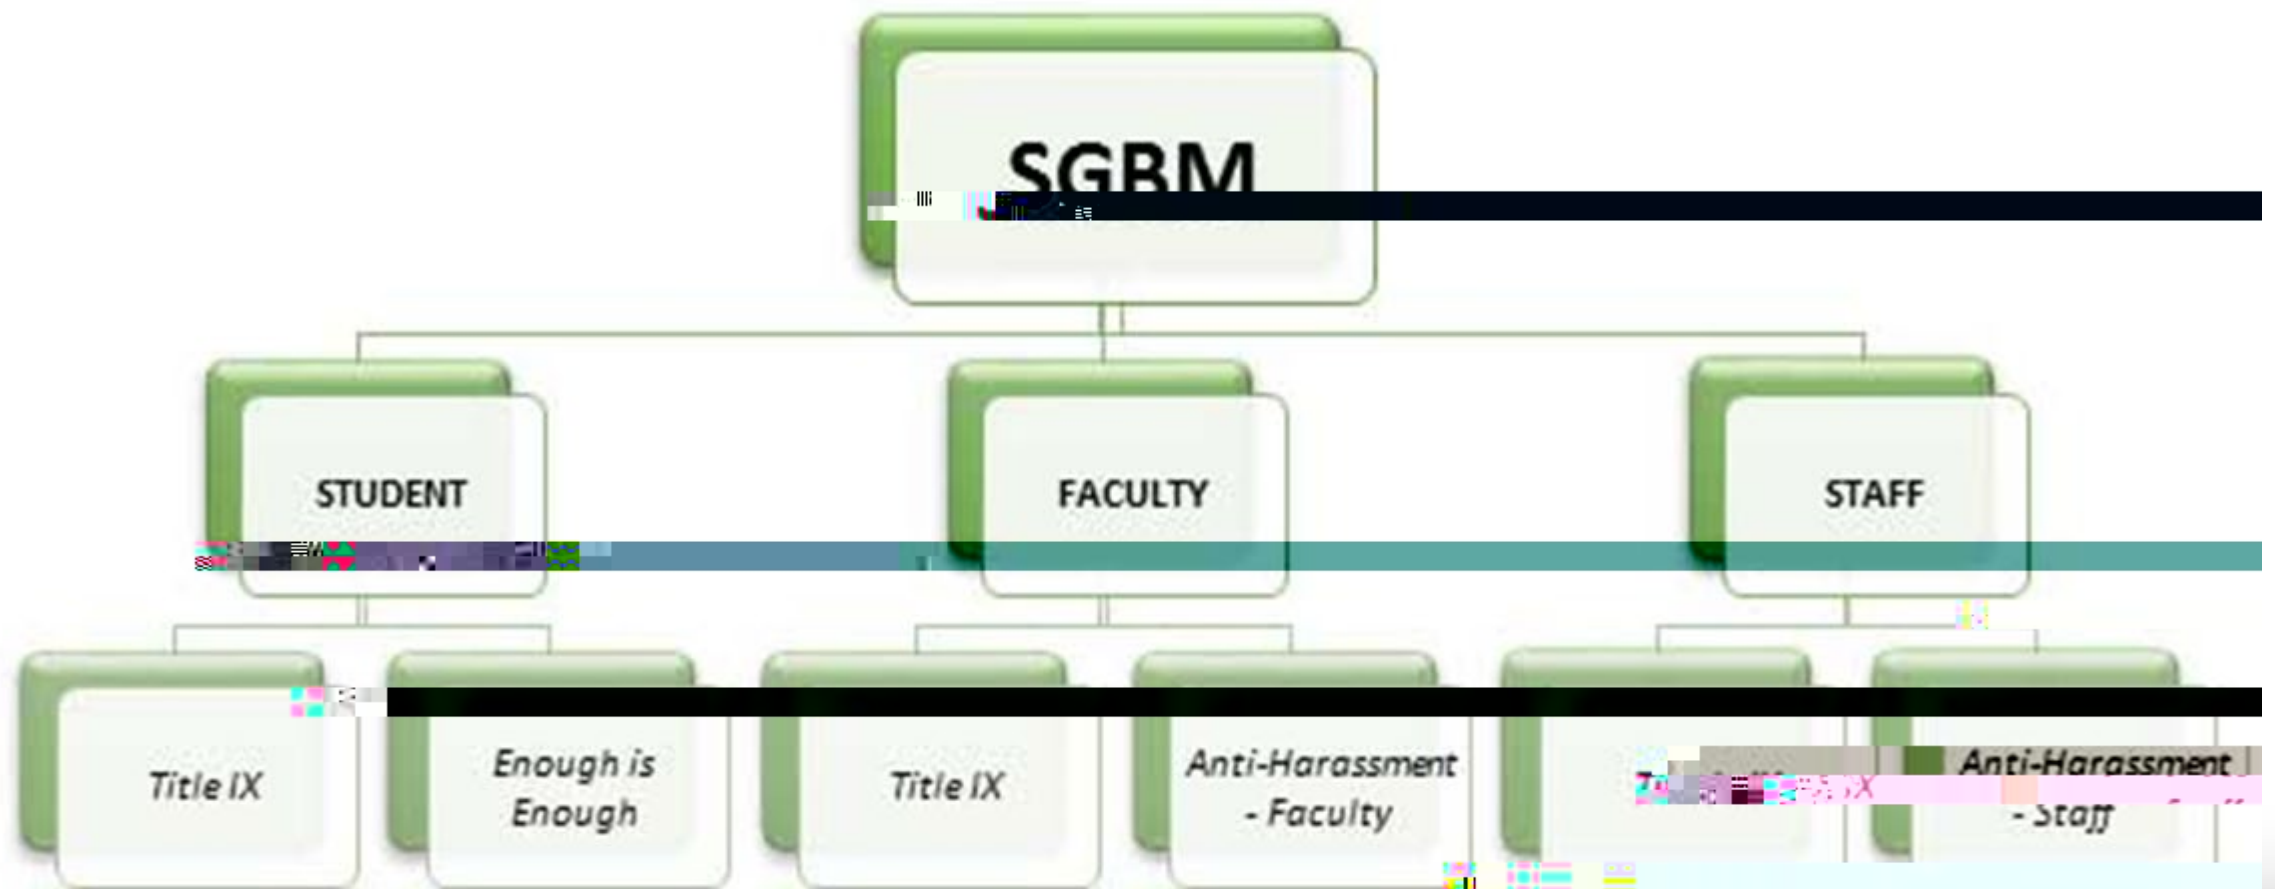 SGBM
STUDENT
FACULTY
STAFF
Title IX
Enough is
Enough
Title IX
Anti-Harassment
- Faculty
Anti-Harassment
- Staff